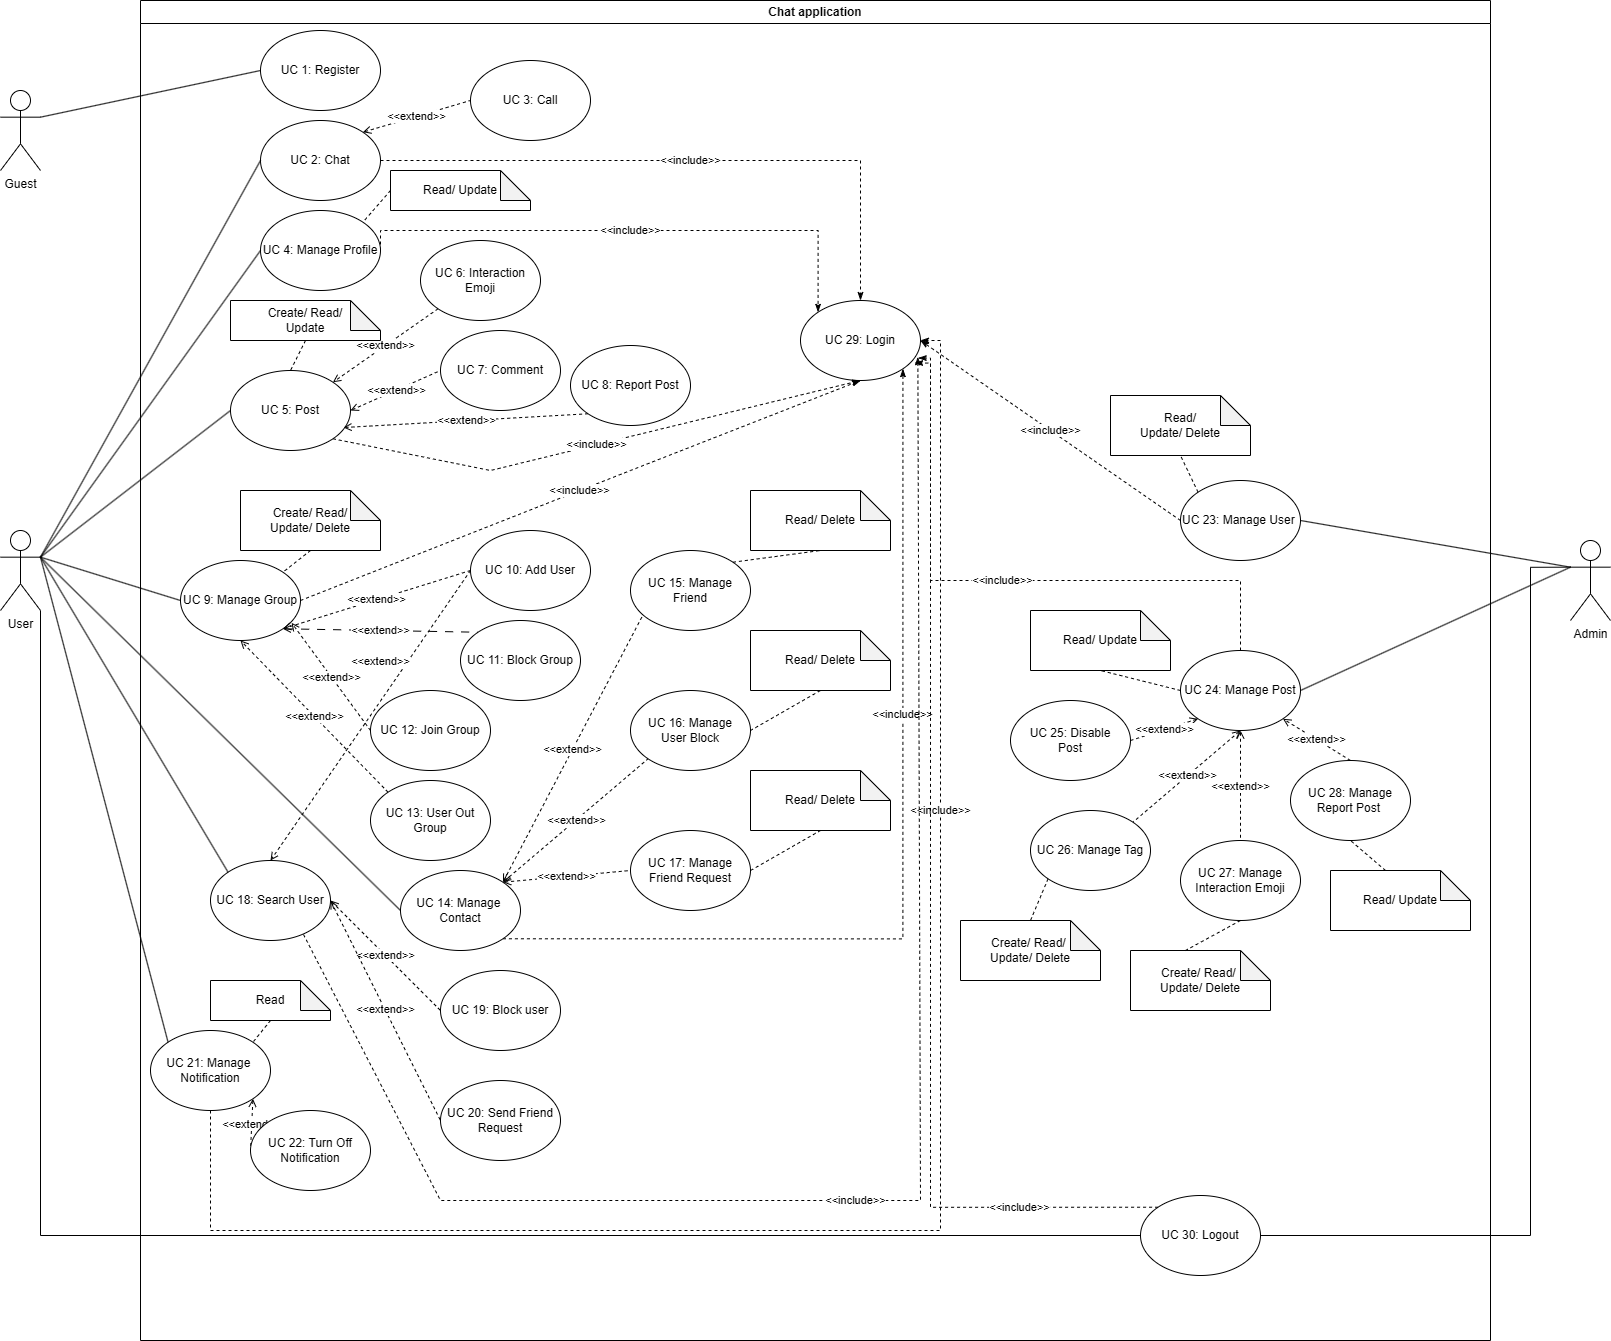 Chat application
UC 1: Register
UC 3: Call
<<extend>>
Guest
UC 2: Chat
<<include>>
Read/ Update
UC 4: Manage Profile
<<include>>
UC 6: Interaction
Emoji
Create/ Read/
Update
<<extend>>
UC 29: Login
UC 7: Comment
<<extend>>
UC 8: Report Post
UC 5: Post
<<extend>>
<<include>>
Read/
Update/ Delete
<<include>>
<<include>>
Create/ Read/
Update/ Delete
Read/ Delete
UC 23: Manage User
User
UC 9: Manage Group
UC 10: Add User
<<extend>>
<<extend>>
UC 11: Block Group
<<extend>>
<<extend>>
<<extend>>
UC 12: Join Group
UC 13: User Out
Group
UC 15: Manage
Friend
Read/ Delete
UC 16: Manage
User Block
<<extend>>
<<extend>>
Read/ Delete
UC 17: Manage
Friend Request
<<extend>>
<<include>>
<<include>>
<<include>>
Admin
Read/ Update
UC 24: Manage Post
UC 25: Disable
Post
<<extend>>
<<extend>>
<<extend>>
<<extend>>
UC 28: Manage
Report Post
UC 26: Manage Tag
UC 27: Manage
Interaction Emoji
Read/ Update
Create/ Read/
Update/ Delete
Create/ Read/
Update/ Delete
UC 18: Search User
UC 14: Manage
Contact
<<extend>>
<<extend>>
UC 19: Block user
Read
UC 21: Manage
Notification
<<extend
UC 22: Turn Off
Notification
UC 20: Send Friend
Request
<<include>>
<<include>>
UC 30: Logout